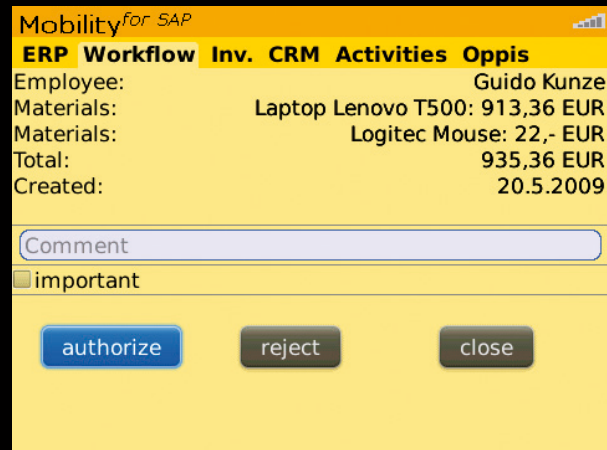 Mobility for SAP
ERP Workflow Inv. CRM Activities Oppis
Employee: Guido Kunze
Materials: Laptop Lenovo T500: 913,36 EUR
Materials: Logitec Mouse: 22,- EUR
Total: 935,36 EUR
Created: 20.5.2009
Comment
important
authorize reject close